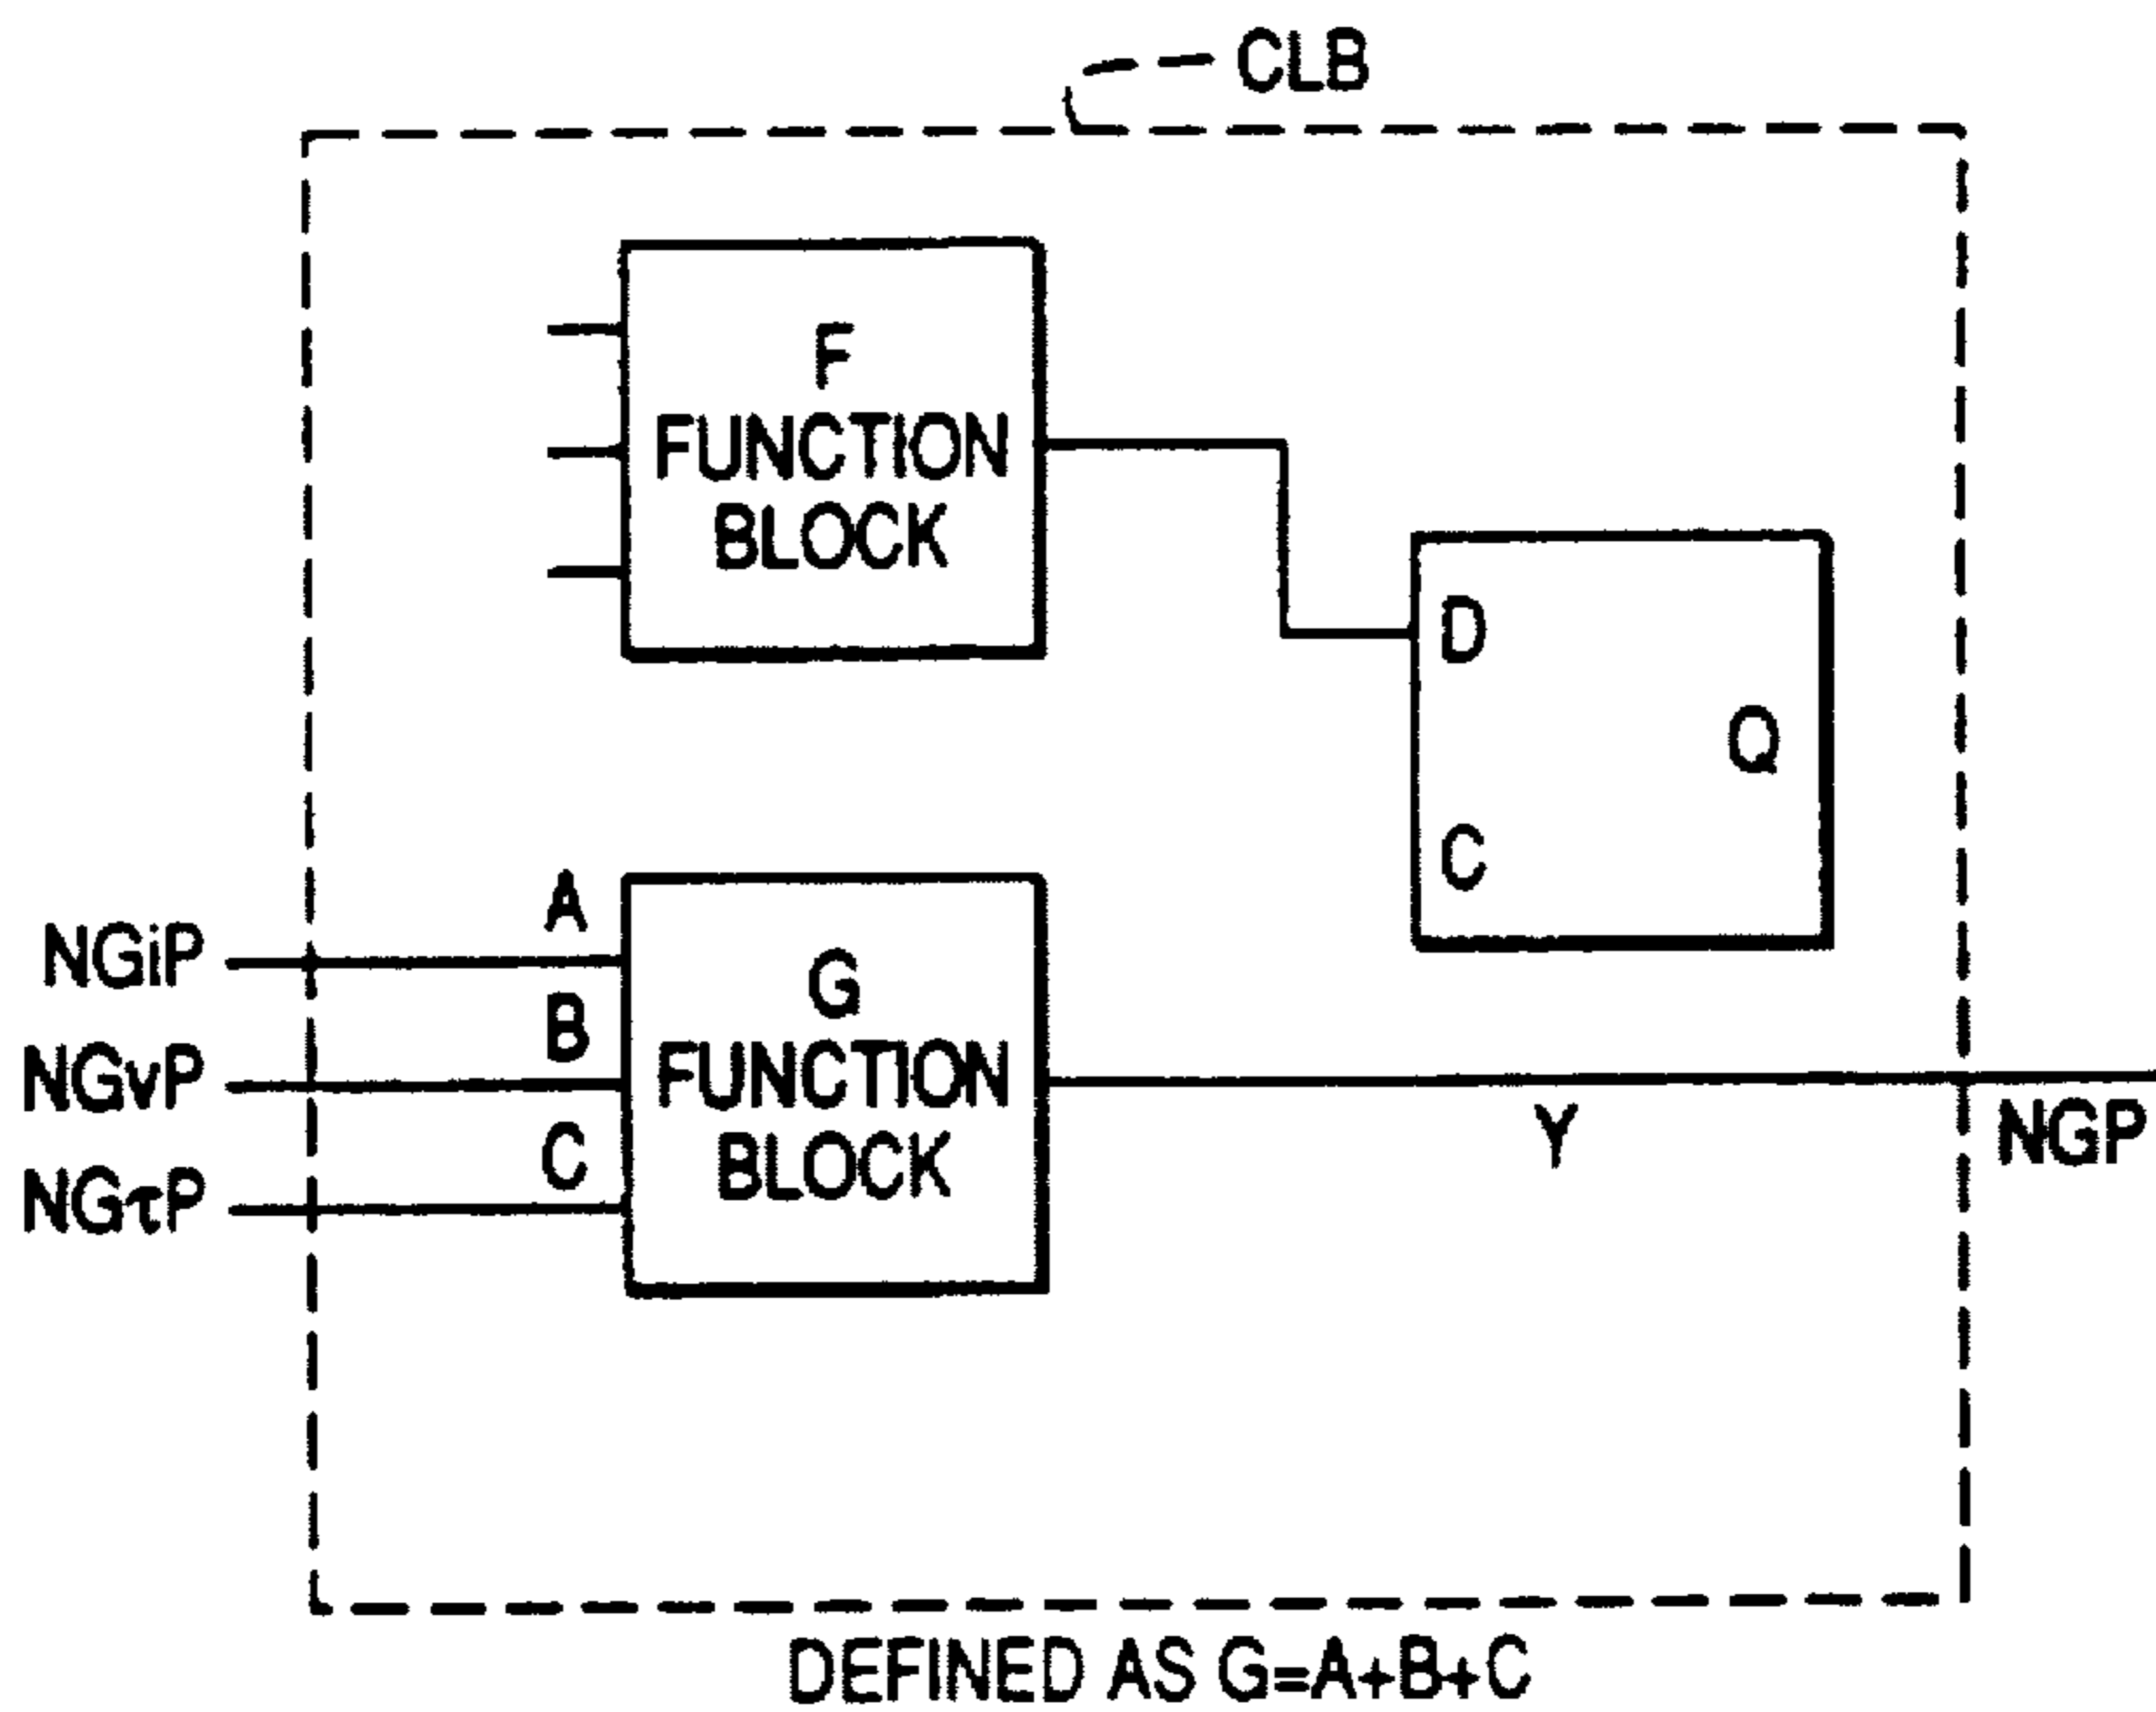 CLB
F
FUNCTION
BLOCK
D
Q
C
NGiP
A
NGvP
B
NGτP
C
G
FUNCTION
BLOCK
Y
NGP
DEFINED AS G=A+B+C